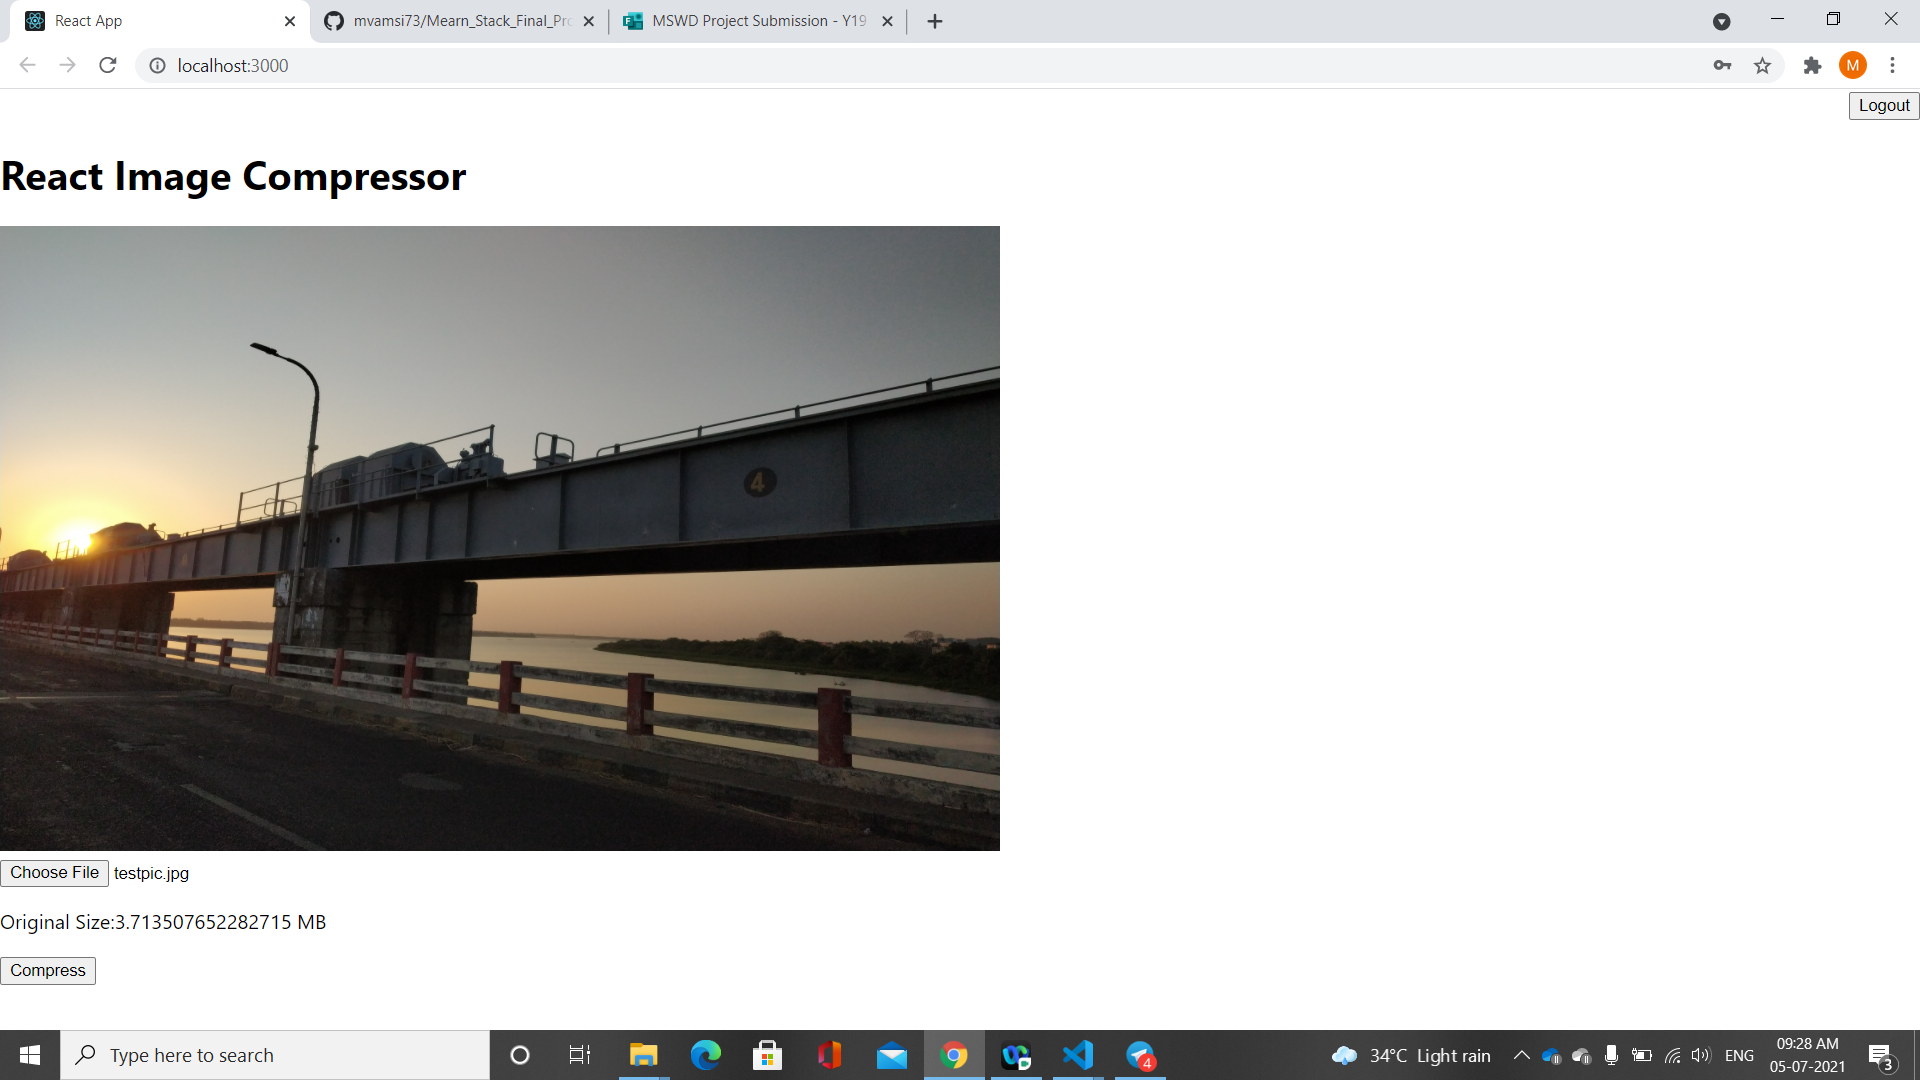 React App
mvamsi73/Mearn_Stack_Final_Pro
MSWD Project Submission - Y19
localhost:3000
M
Logout
React Image Compressor
4
Choose File testpic.jpg
Original Size:3.713507652282715 MB
Compress
Type here to search
4
34°C Light rain
ENG
09:28 AM
05-07-2021
3